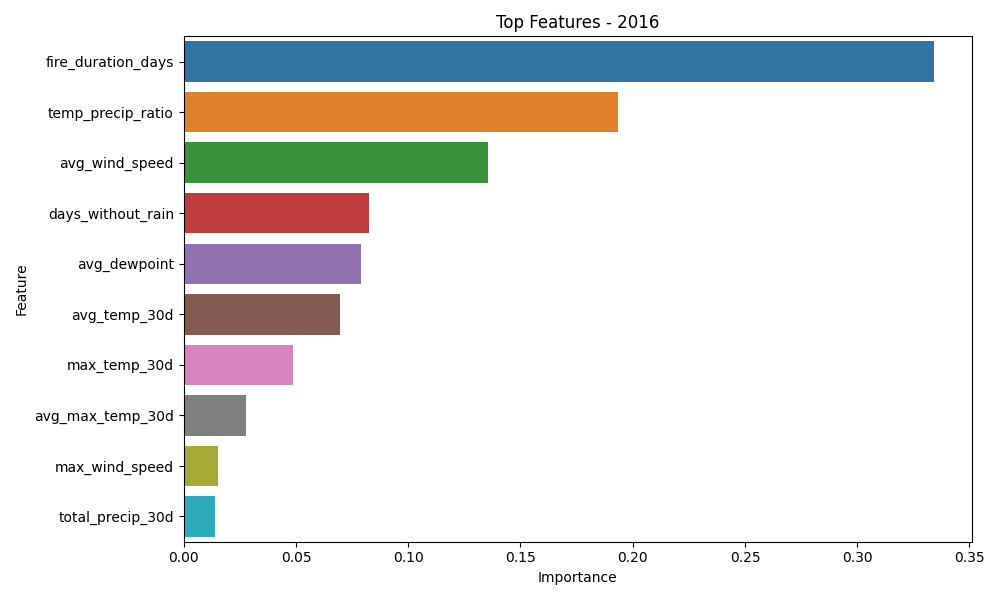 Top Features - 2016
Feature
fire_duration_days
temp_precip_ratio
avg_wind_speed
days_without_rain
avg_dewpoint
avg_temp_30d
max_temp_30d
avg_max_temp_30d
max_wind_speed
total_precip_30d
0.00 0.05 0.10 0.15 0.20 0.25 0.30 0.35
Importance